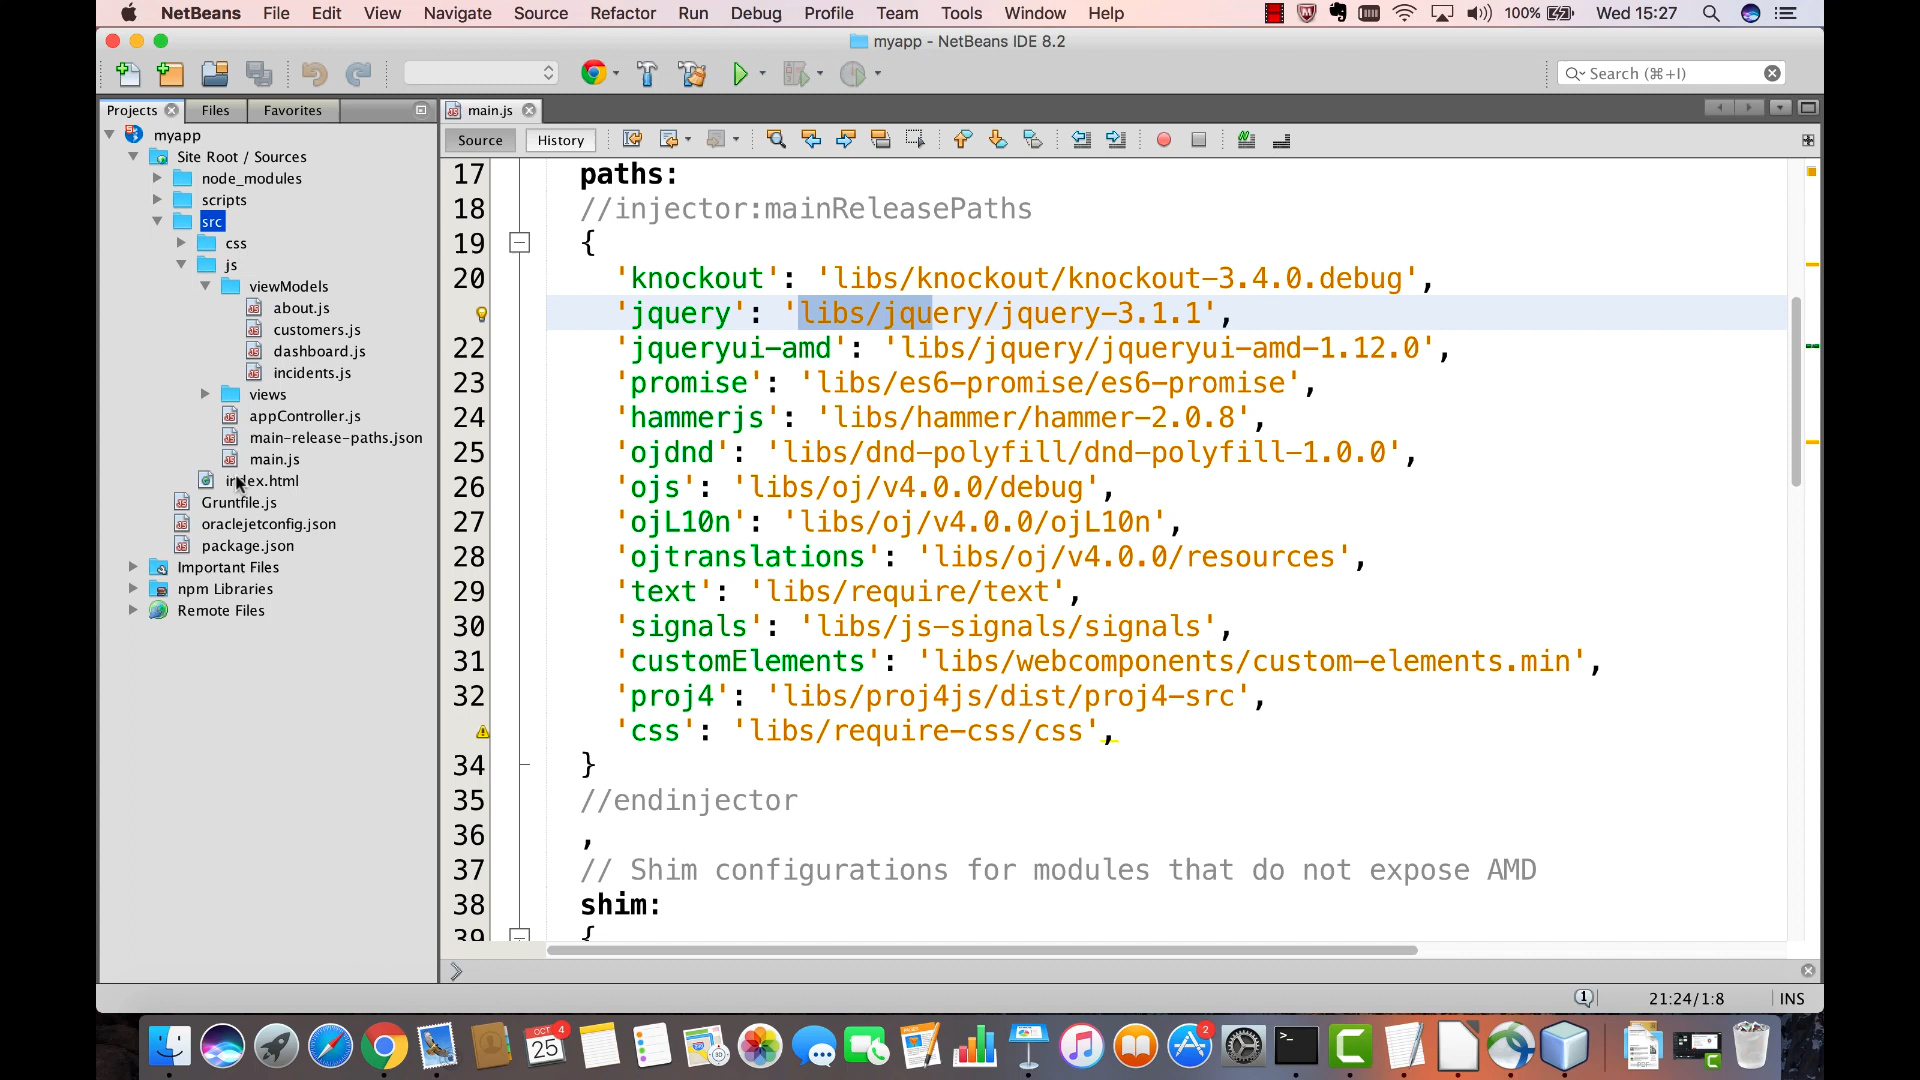 NetBeans File Edit View Navigate Source Refactor Run Debug Profile Team Tools Window Help 100% Wed 15:27
myapp - NetBeans IDE 8.2
Search (⌘+I)
Projects Files Favorites main.js
Source History
myapp
Site Root / Sources
node_modules
scripts
src
css
js
viewModels
about.js
customers.js
dashboard.js
incidents.js
views
appController.js
main-release-paths.json
main.js
index.html
Gruntfile.js
oraclejetconfig.json
package.json
Important Files
npm Libraries
Remote Files
17 paths:
18 //injector:mainReleasePaths
19 {
20 'knockout': 'libs/knockout/knockout-3.4.0.debug',
'jquery': 'libs/jquery/jquery-3.1.1',
22 'jqueryui-amd': 'libs/jquery/jqueryui-amd-1.12.0',
23 'promise': 'libs/es6-promise/es6-promise',
24 'hammerjs': 'libs/hammer/hammer-2.0.8',
25 'ojdnd': 'libs/dnd-polyfill/dnd-polyfill-1.0.0',
26 'ojs': 'libs/oj/v4.0.0/debug',
27 'ojL10n': 'libs/oj/v4.0.0/ojL10n',
28 'ojtranslations': 'libs/oj/v4.0.0/resources',
29 'text': 'libs/require/text',
30 'signals': 'libs/js-signals/signals',
31 'customElements': 'libs/webcomponents/custom-elements.min',
32 'proj4': 'libs/proj4js/dist/proj4-src',
'css': 'libs/require-css/css',
34 }
35 //endinjector
36 ,
37 // Shim configurations for modules that do not expose AMD
38 shim:
39 {
1 21:24/1:8 INS
OCT 4
25
2